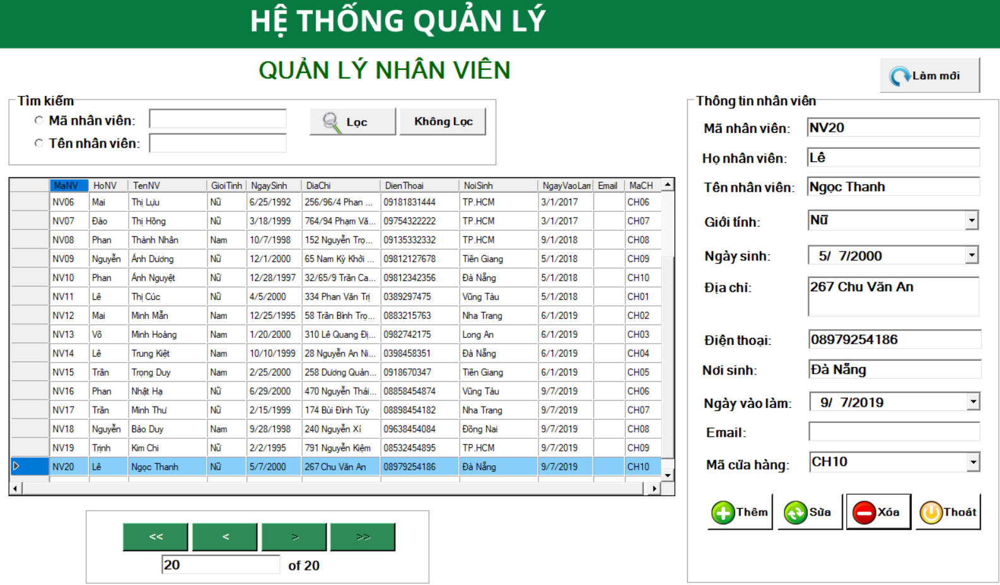 HỆ THỐNG QUẢN LÝ
QUẢN LÝ NHÂN VIÊN
Làm mới
Tìm kiếm
Mã nhân viên:
Tên nhân viên:
Lọc
Không Lọc
MaNV HoNV TenNV GioiTinh NgaySinh DiaChi DienThoai NoiSinh NgayVaoLam Email MaCH
NV06 Mai Thị Lựu Nữ 6/25/1992 256/96/4 Phan ... 09181831444 TP.HCM 3/1/2017 CH06
NV07 Đào Thị Hồng Nữ 3/18/1999 764/94 Phạm Vă... 09754322222 TP.HCM 3/1/2017 CH07
NV08 Phan Thành Nhân Nam 10/7/1998 152 Nguyễn Trọ... 09135332332 TP.HCM 9/1/2018 CH08
NV09 Nguyễn Ánh Dương Nữ 12/1/2000 65 Nam Kỳ Khởi ... 09812127678 Tiền Giang 5/1/2018 CH09
NV10 Phan Ánh Nguyệt Nữ 12/28/1997 32/65/9 Trần Ca... 09812342356 Đà Nẵng 5/1/2018 CH10
NV11 Lê Thị Cúc Nữ 4/5/2000 334 Phan Văn Trị 0389297475 Vũng Tàu 5/1/2018 CH01
NV12 Mai Minh Mẫn Nam 12/25/1995 58 Trần Bình Trọ... 0883215763 Nha Trang 6/1/2019 CH02
NV13 Võ Minh Hoàng Nam 1/20/2000 310 Lê Quang Đị... 0982742175 Long An 6/1/2019 CH03
NV14 Lê Trung Kiệt Nam 10/10/1999 28 Nguyễn An Ni... 0398458351 Đà Nẵng 6/1/2019 CH04
NV15 Trần Trọng Duy Nam 2/25/2000 258 Dương Quản... 0918670347 Tiền Giang 6/1/2019 CH05
NV16 Phan Nhật Hạ Nữ 6/29/2000 470 Nguyễn Thái... 08858454874 Vũng Tàu 9/7/2019 CH06
NV17 Trần Minh Thư Nữ 2/15/1999 174 Bùi Đình Túy 08898454182 Nha Trang 9/7/2019 CH07
NV18 Nguyễn Bảo Duy Nam 9/28/1998 240 Nguyễn Xí 09638454084 Đồng Nai 9/7/2019 CH08
NV19 Trịnh Kim Chi Nữ 2/2/1995 791 Nguyễn Kiệm 08532454895 TP.HCM 9/7/2019 CH09
NV20 Lê Ngọc Thanh Nữ 5/7/2000 267 Chu Văn An 08979254186 Đà Nẵng 9/7/2019 CH10
<< < > >>
20 of 20
Thông tin nhân viên
Mã nhân viên: NV20
Họ nhân viên: Lê
Tên nhân viên: Ngọc Thanh
Giới tính: Nữ
Ngày sinh: 5/ 7/2000
Địa chỉ: 267 Chu Văn An
Điện thoại: 08979254186
Nơi sinh: Đà Nẵng
Ngày vào làm: 9/ 7/2019
Email:
Mã cửa hàng: CH10
Thêm Sửa Xóa Thoát